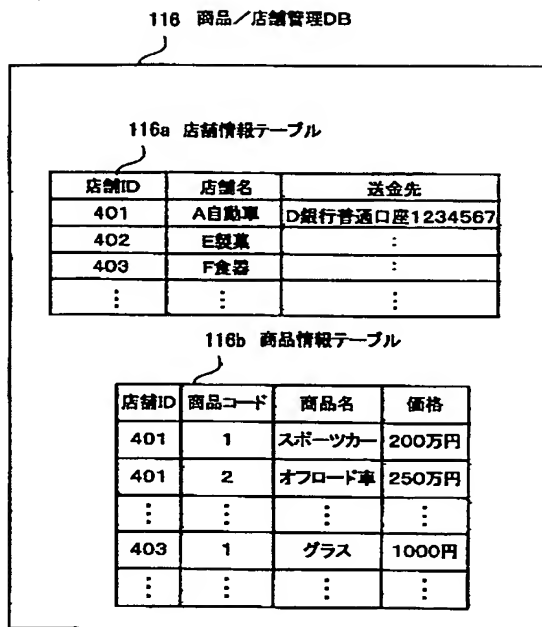 116 商品／店舗管理DB
116a 店舗情報テーブル
店舗ID 店舗名 送金先
401 A自動車 D銀行普通口座1234567
402 E製菓 :
403 F食器 :
⋮ ⋮ ⋮
116b 商品情報テーブル
店舗ID 商品コード 商品名 価格
401 1 スポーツカー 200万円
401 2 オフロード車 250万円
⋮ ⋮ ⋮ ⋮
403 1 グラス 1000円
⋮ ⋮ ⋮ ⋮